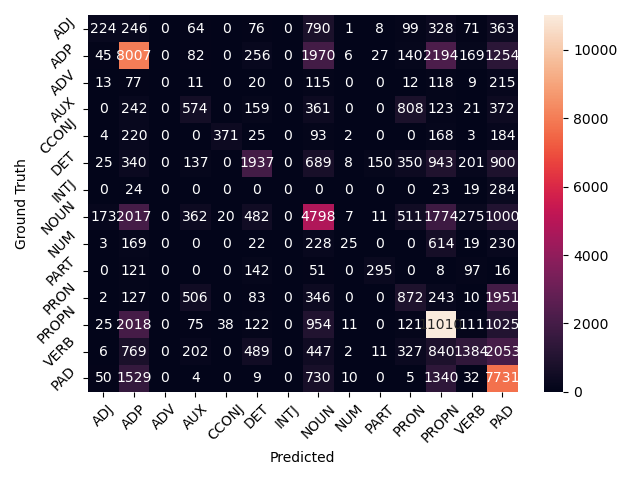 ADJ 224 246 0 64 0 76 0 790 1 8 99 328 71 363
ADP 45 8007 0 82 0 256 0 1970 6 27 140 2194 169 1254
ADV 13 77 0 11 0 20 0 115 0 0 12 118 9 215
AUX 0 242 0 574 0 159 0 361 0 0 808 123 21 372
CCONJ 4 220 0 0 371 25 0 93 2 0 0 168 3 184
DET 25 340 0 137 0 1937 0 689 8 150 350 943 201 900
INTJ 0 24 0 0 0 0 0 0 0 0 0 23 19 284
NOUN 173 2017 0 362 20 482 0 4798 7 11 511 1774 275 1000
NUM 3 169 0 0 0 22 0 228 25 0 0 614 19 230
PART 0 121 0 0 0 142 0 51 0 295 0 8 97 16
PRON 2 127 0 506 0 83 0 346 0 0 872 243 10 1951
PROPN 25 2018 0 75 38 122 0 954 11 0 121 111 1025
VERB 6 769 0 202 0 489 0 447 2 11 327 840 1384 2053
PAD 50 1529 0 4 0 9 0 730 10 0 5 1340 32 7731
ADJ ADP ADV AUX CCONJ DET INTJ NOUN NUM PART PRON PROPN VERB PAD
Predicted
Ground Truth
10000
8000
6000
4000
2000
0